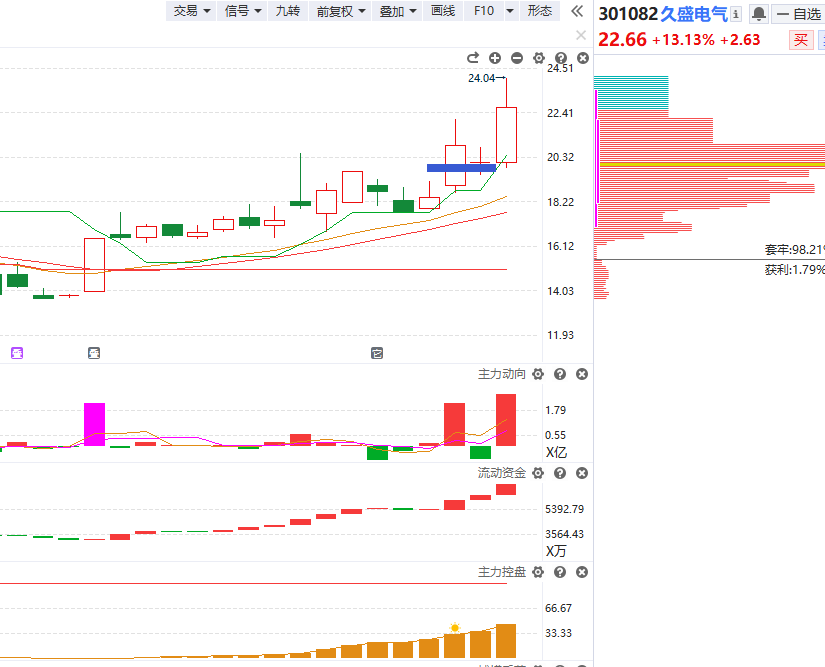 交易 信号 九转 前复权 叠加 画线 F10 形态
301082 久盛电气 自选
22.66 +13.13% +2.63 买
24.51
24.04
22.41
20.32
18.22
16.12
14.03
11.93
套牢:98.21%
获利:1.79%
主力动向
1.79
0.55
X亿
流动资金
5392.79
3564.43
X万
主力控盘
66.67
33.33